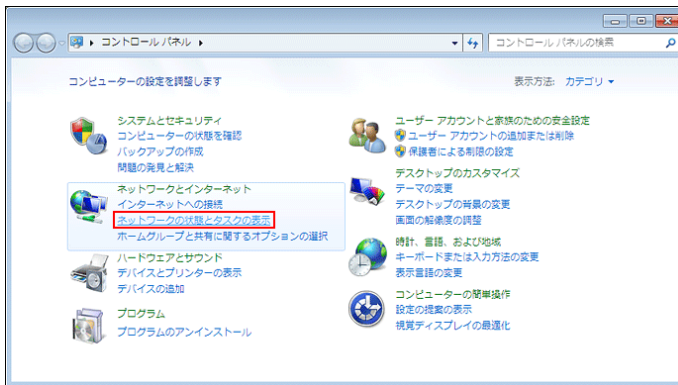 コントロール パネル
コントロール パネルの検索
コンピューターの設定を調整します
表示方法: カテゴリ
システムとセキュリティ
コンピューターの状態を確認
バックアップの作成
問題の発見と解決
ネットワークとインターネット
インターネットへの接続
ネットワークの状態とタスクの表示
ホームグループと共有に関するオプションの選択
ハードウェアとサウンド
デバイスとプリンターの表示
デバイスの追加
プログラム
プログラムのアンインストール
ユーザー アカウントと家族のための安全設定
ユーザー アカウントの追加または削除
保護者による制限の設定
デスクトップのカスタマイズ
テーマの変更
デスクトップの背景の変更
画面の解像度の調整
時計、言語、および地域
キーボードまたは入力方法の変更
表示言語の変更
コンピューターの簡単操作
設定の提案の表示
視覚ディスプレイの最適化